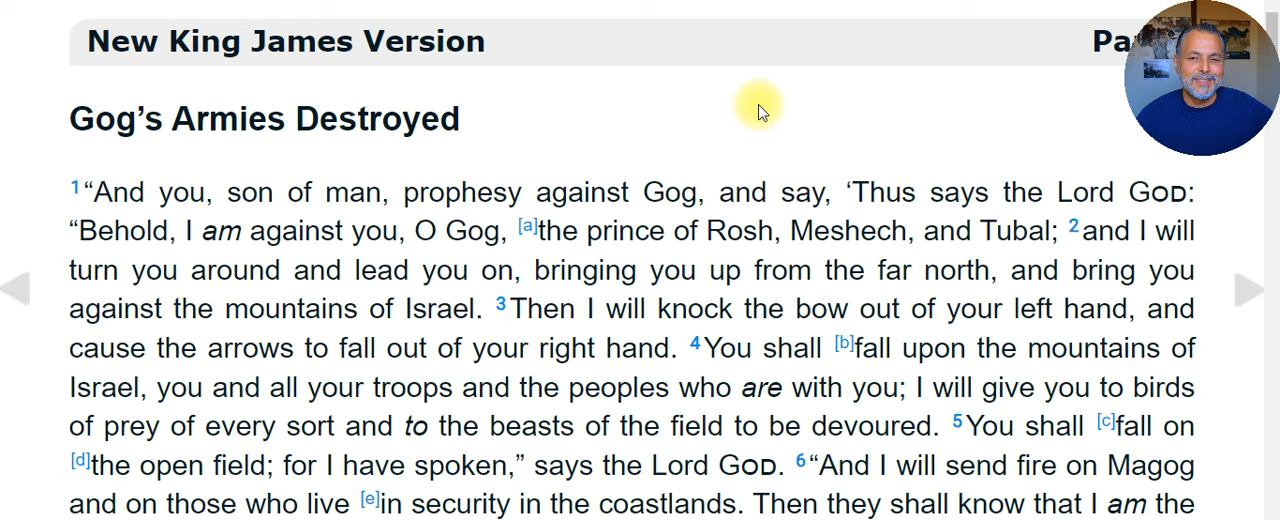 New King James Version
Gog’s Armies Destroyed
1“And you, son of man, prophesy against Gog, and say, ‘Thus says the Lord GOD:
“Behold, I am against you, O Gog, [a]the prince of Rosh, Meshech, and Tubal; 2and I will
turn you around and lead you on, bringing you up from the far north, and bring you
against the mountains of Israel. 3Then I will knock the bow out of your left hand, and
cause the arrows to fall out of your right hand. 4You shall [b]fall upon the mountains of
Israel, you and all your troops and the peoples who are with you; I will give you to birds
of prey of every sort and to the beasts of the field to be devoured. 5You shall [c]fall on
[d]the open field; for I have spoken,” says the Lord GOD. 6“And I will send fire on Magog
and on those who live [e]in security in the coastlands. Then they shall know that I am the